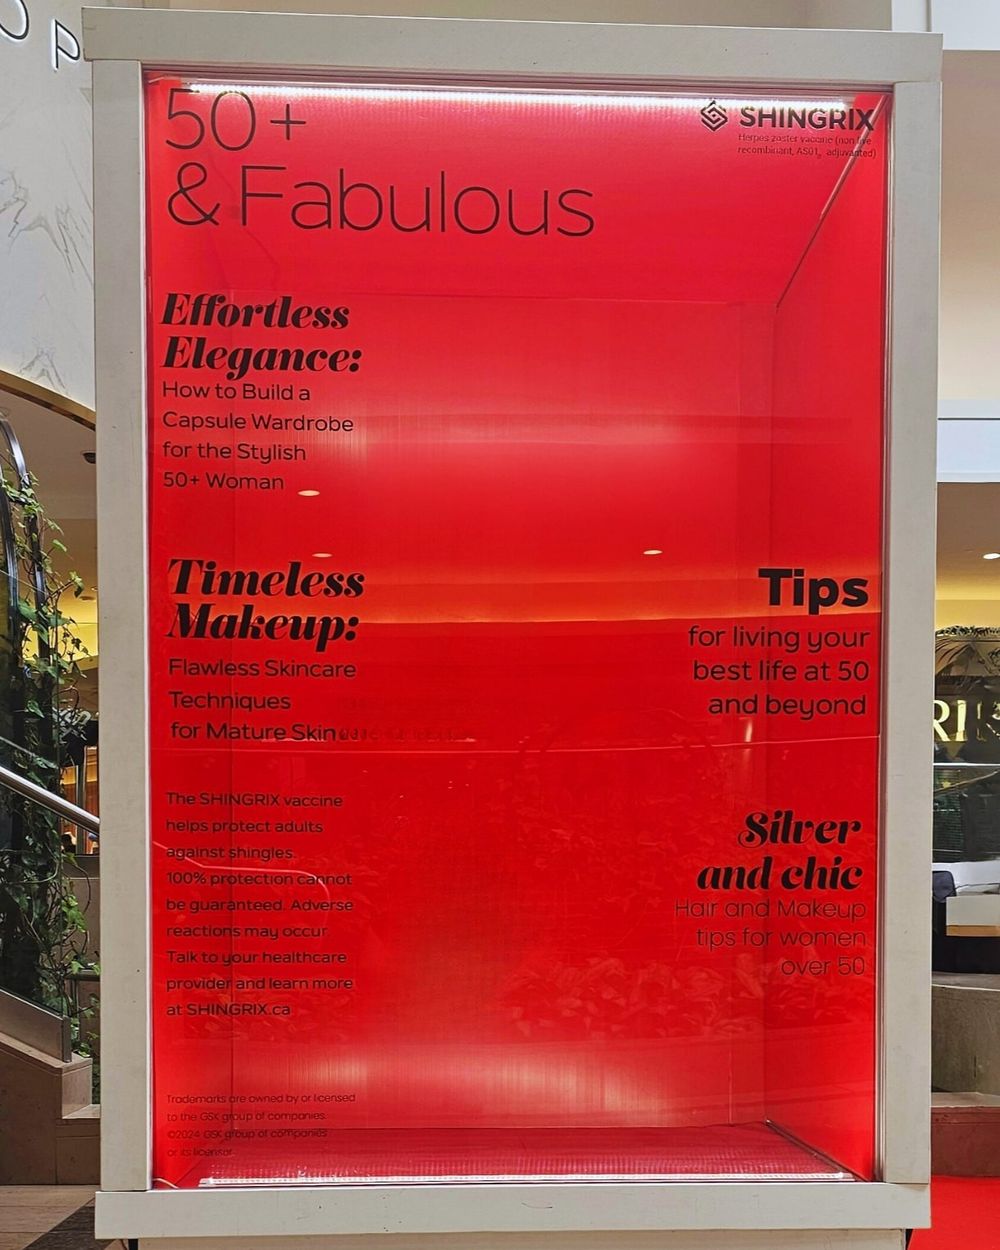 OP
50+
& Fabulous
SHINGRIX
Herpes zoster vaccine (non live
recombinant, AS01B adjuvanted)
Effortless
Elegance:
How to Build a
Capsule Wardrobe
for the Stylish
50+ Woman
Timeless
Makeup:
Flawless Skincare
Techniques
for Mature Skin
Tips
for living your
best life at 50
and beyond
The SHINGRIX vaccine
helps protect adults
against shingles.
100% protection cannot
be guaranteed. Adverse
reactions may occur.
Talk to your healthcare
provider and learn more
at SHINGRIX.ca
Silver
and chic
Hair and Makeup
tips for women
over 50
Trademarks are owned by or licensed
to the GSK group of companies.
©2024 GSK group of companies
or its licensor.